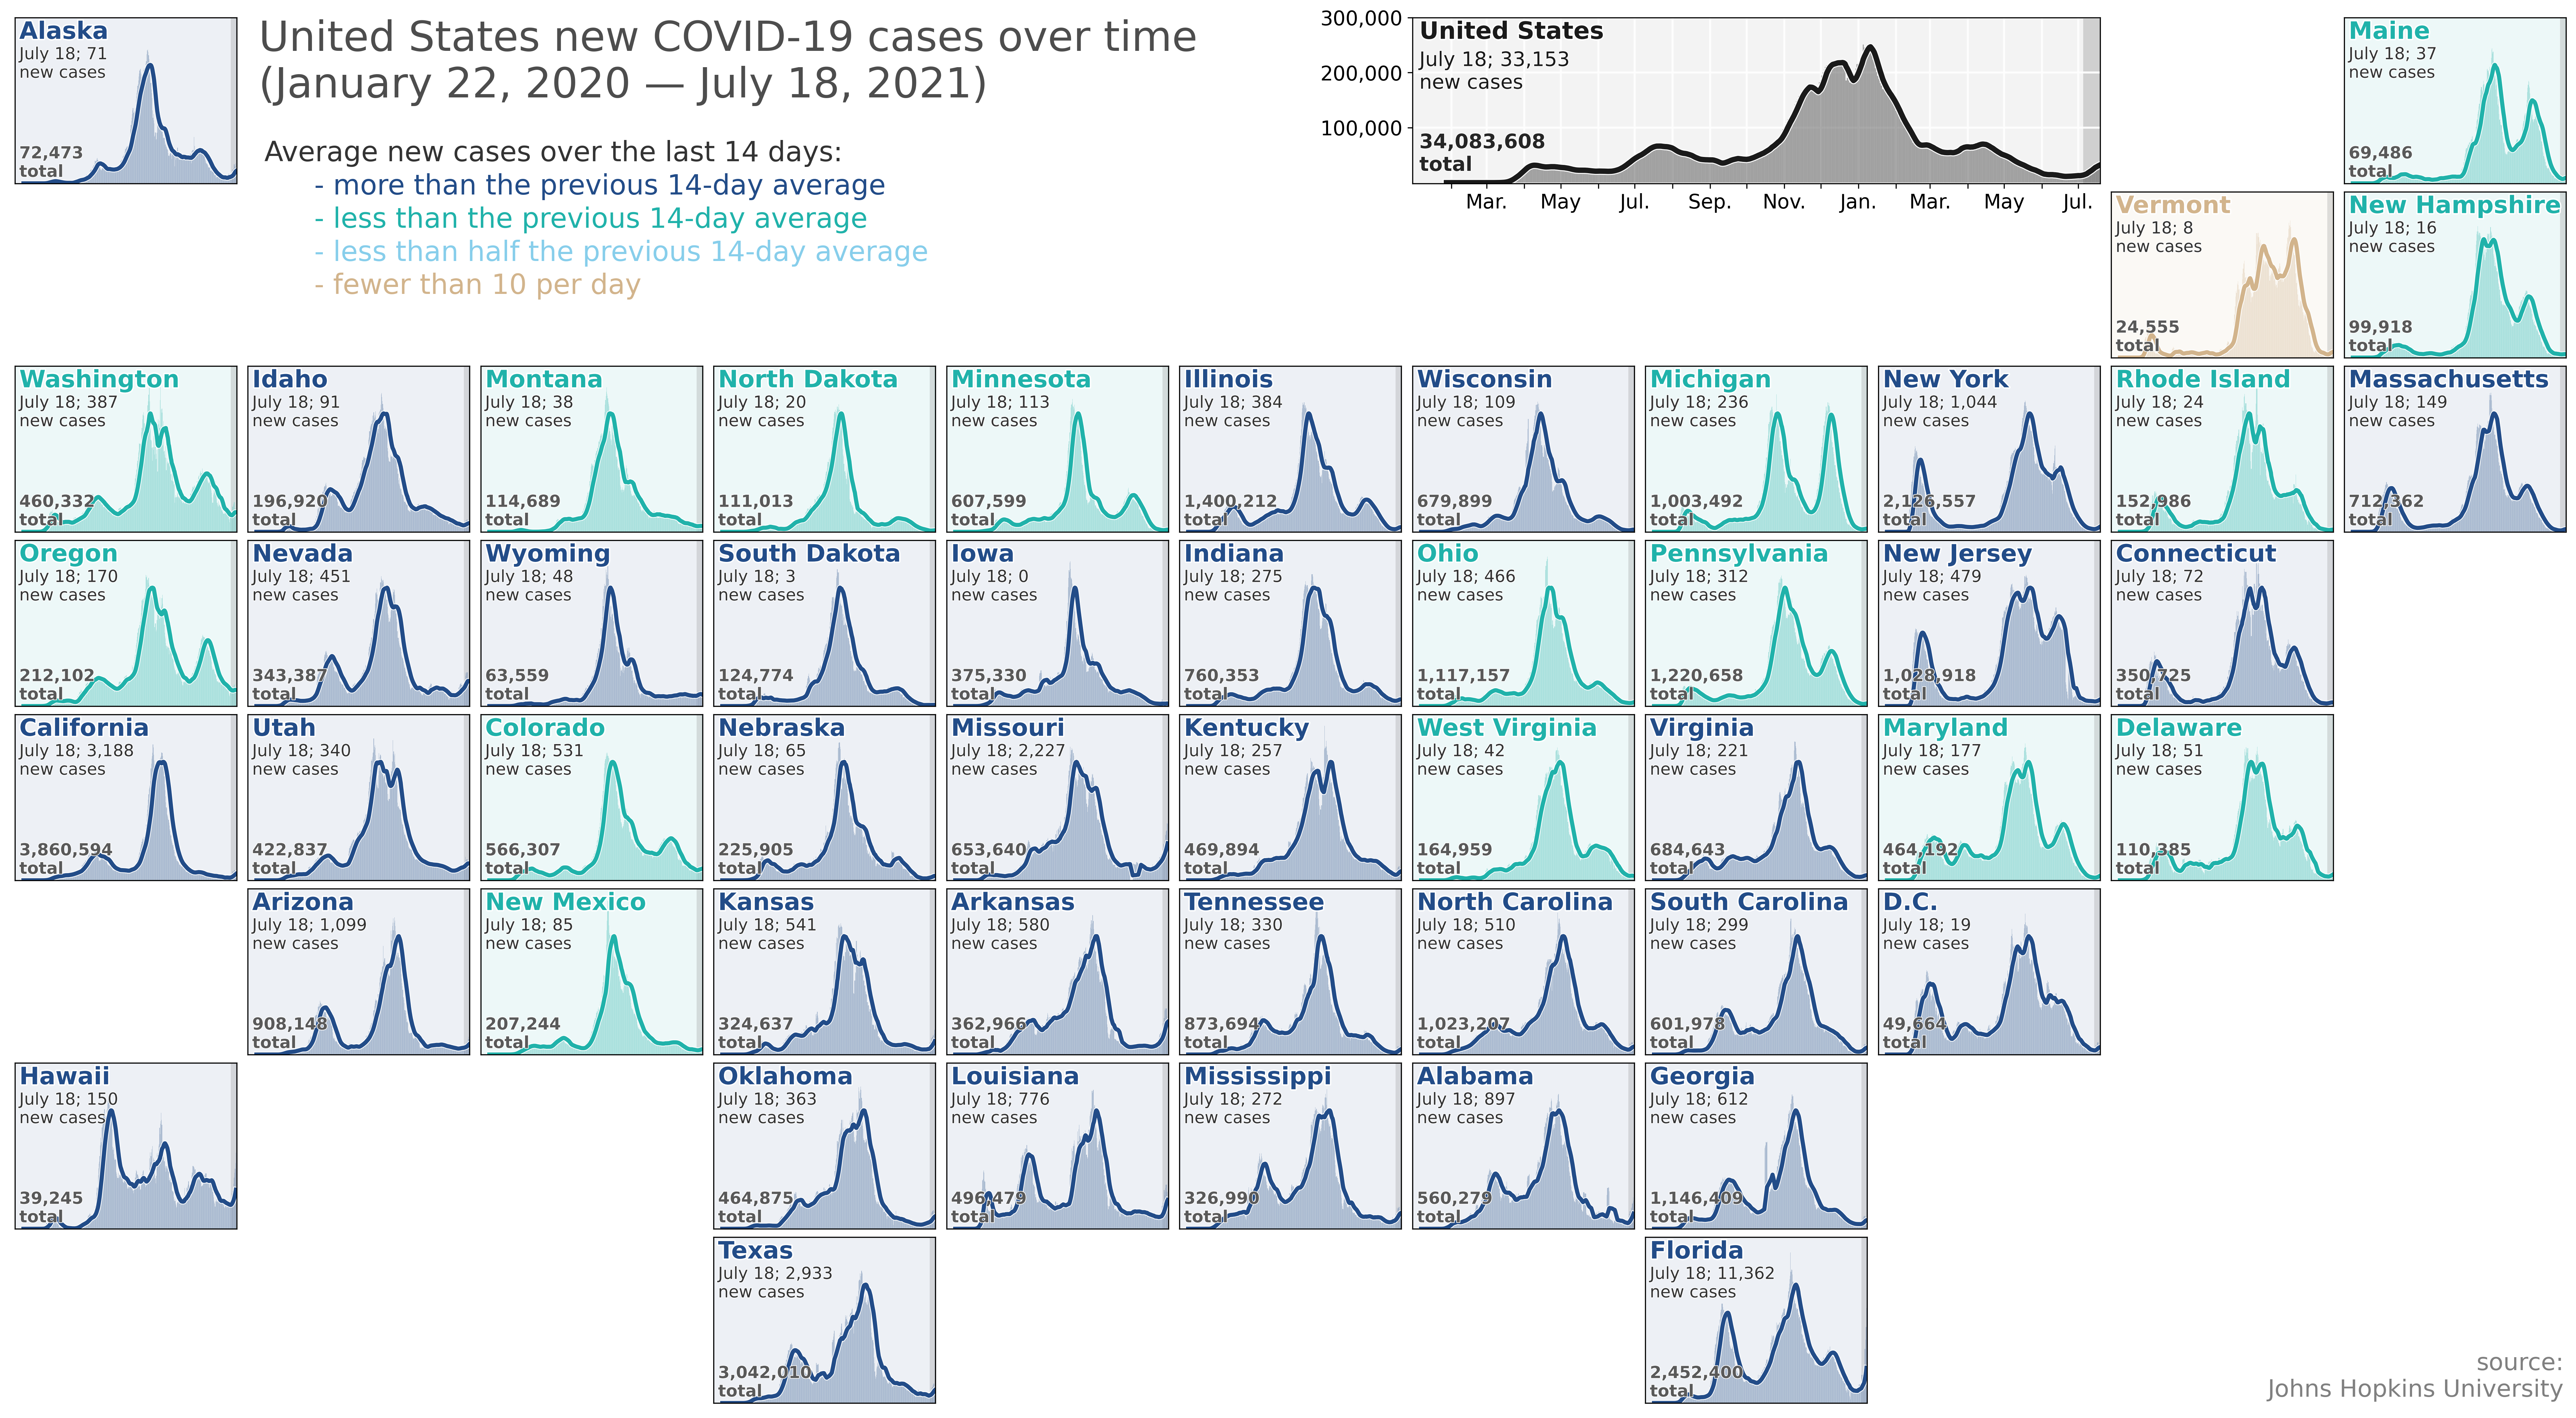 United States new COVID-19 cases over time
(January 22, 2020 — July 18, 2021)
Average new cases over the last 14 days:
- more than the previous 14-day average
- less than the previous 14-day average
- less than half the previous 14-day average
- fewer than 10 per day
Alaska
July 18; 71
new cases
72,473
total
300,000
200,000
100,000
United States
July 18; 33,153
new cases
34,083,608
total
Mar.
May
Jul.
Sep.
Nov.
Jan.
Mar.
May
Jul.
Maine
July 18; 37
new cases
69,486
total
Vermont
July 18; 8
new cases
24,555
total
New Hampshire
July 18; 16
new cases
99,918
total
Washington
July 18; 387
new cases
460,332
total
Idaho
July 18; 91
new cases
196,920
total
Montana
July 18; 38
new cases
114,689
total
North Dakota
July 18; 20
new cases
111,013
total
Minnesota
July 18; 113
new cases
607,599
total
Illinois
July 18; 384
new cases
1,400,212
total
Wisconsin
July 18; 109
new cases
679,899
total
Michigan
July 18; 236
new cases
1,003,492
total
New York
July 18; 1,044
new cases
2,126,557
total
Rhode Island
July 18; 24
new cases
152,986
total
Massachusetts
July 18; 149
new cases
712,362
total
Oregon
July 18; 170
new cases
212,102
total
Nevada
July 18; 451
new cases
343,387
total
Wyoming
July 18; 48
new cases
63,559
total
South Dakota
July 18; 3
new cases
124,774
total
Iowa
July 18; 0
new cases
375,330
total
Indiana
July 18; 275
new cases
760,353
total
Ohio
July 18; 466
new cases
1,117,157
total
Pennsylvania
July 18; 312
new cases
1,220,658
total
New Jersey
July 18; 479
new cases
1,028,918
total
Connecticut
July 18; 72
new cases
350,725
total
California
July 18; 3,188
new cases
3,860,594
total
Utah
July 18; 340
new cases
422,837
total
Colorado
July 18; 531
new cases
566,307
total
Nebraska
July 18; 65
new cases
225,905
total
Missouri
July 18; 2,227
new cases
653,640
total
Kentucky
July 18; 257
new cases
469,894
total
West Virginia
July 18; 42
new cases
164,959
total
Virginia
July 18; 221
new cases
684,643
total
Maryland
July 18; 177
new cases
464,192
total
Delaware
July 18; 51
new cases
110,385
total
Arizona
July 18; 1,099
new cases
908,148
total
New Mexico
July 18; 85
new cases
207,244
total
Kansas
July 18; 541
new cases
324,637
total
Arkansas
July 18; 580
new cases
362,966
total
Tennessee
July 18; 330
new cases
873,694
total
North Carolina
July 18; 510
new cases
1,023,207
total
South Carolina
July 18; 299
new cases
601,978
total
D.C.
July 18; 19
new cases
49,664
total
Hawaii
July 18; 150
new cases
39,245
total
Oklahoma
July 18; 363
new cases
464,875
total
Louisiana
July 18; 776
new cases
496,479
total
Mississippi
July 18; 272
new cases
326,990
total
Alabama
July 18; 897
new cases
560,279
total
Georgia
July 18; 612
new cases
1,146,409
total
Texas
July 18; 2,933
new cases
3,042,010
total
Florida
July 18; 11,362
new cases
2,452,400
total
source:
Johns Hopkins University